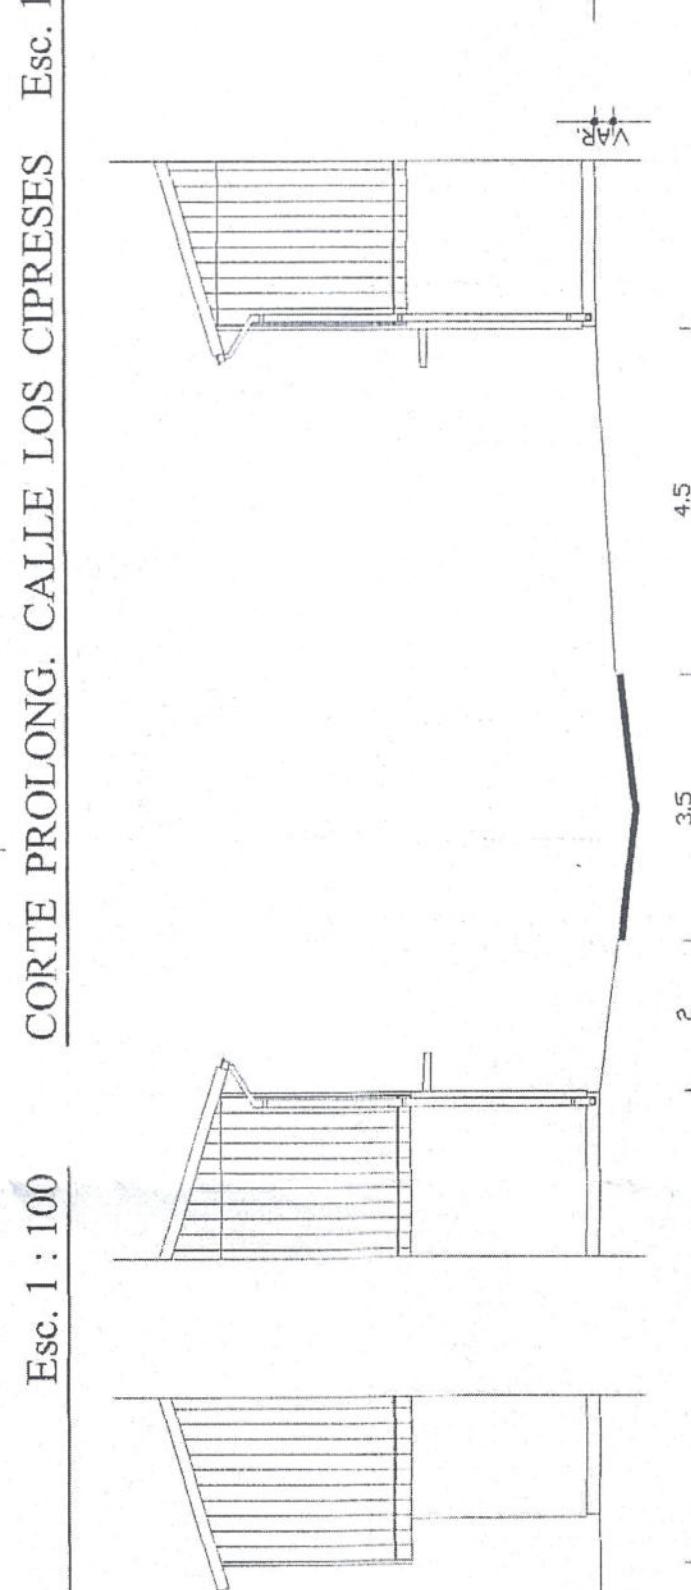 Esc. 1 : 100
CORTE PROLONG. CALLE LOS CIPRESES Esc. 1
VAR.
2
3.5
4.5